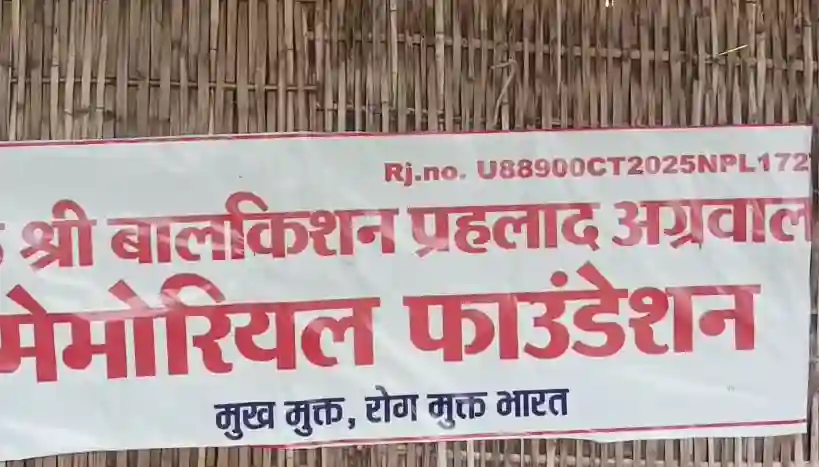 Rj.no. U88900CT2025NPL172
श्री बालकिशन प्रहलाद अग्रवाल
मेमोरियल फाउंडेशन
मुख मुक्त, रोग मुक्त भारत